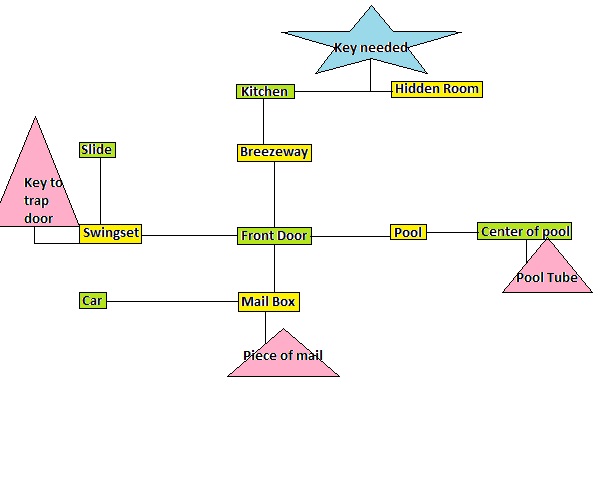 Key needed
Kitchen
Hidden Room
Slide
Breezeway
Key to
trap
door
Swingset
Front Door
Pool
Center of pool
Pool Tube
Car
Mail Box
Piece of mail